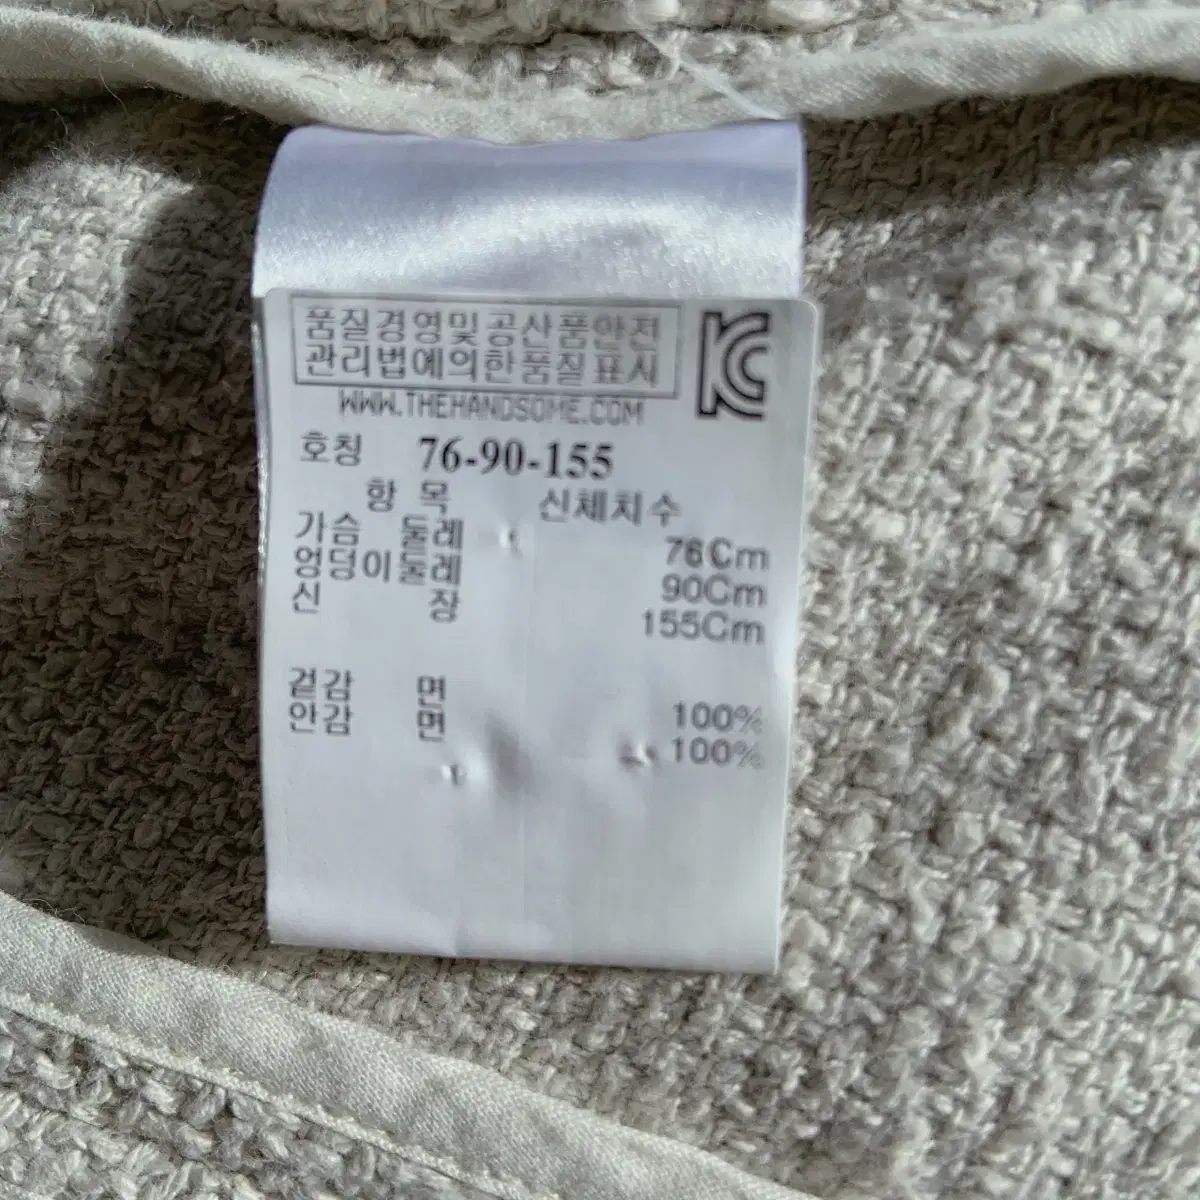 품질경영및공산품안전
관리법에의한품질표시
KC
WWW.THEHANDSOME.COM
호칭 76-90-155
항 목 신체치수
가슴 둘레 76Cm
엉덩이둘레 90Cm
신 장 155Cm
겉감 면 100%
안감 면 100%